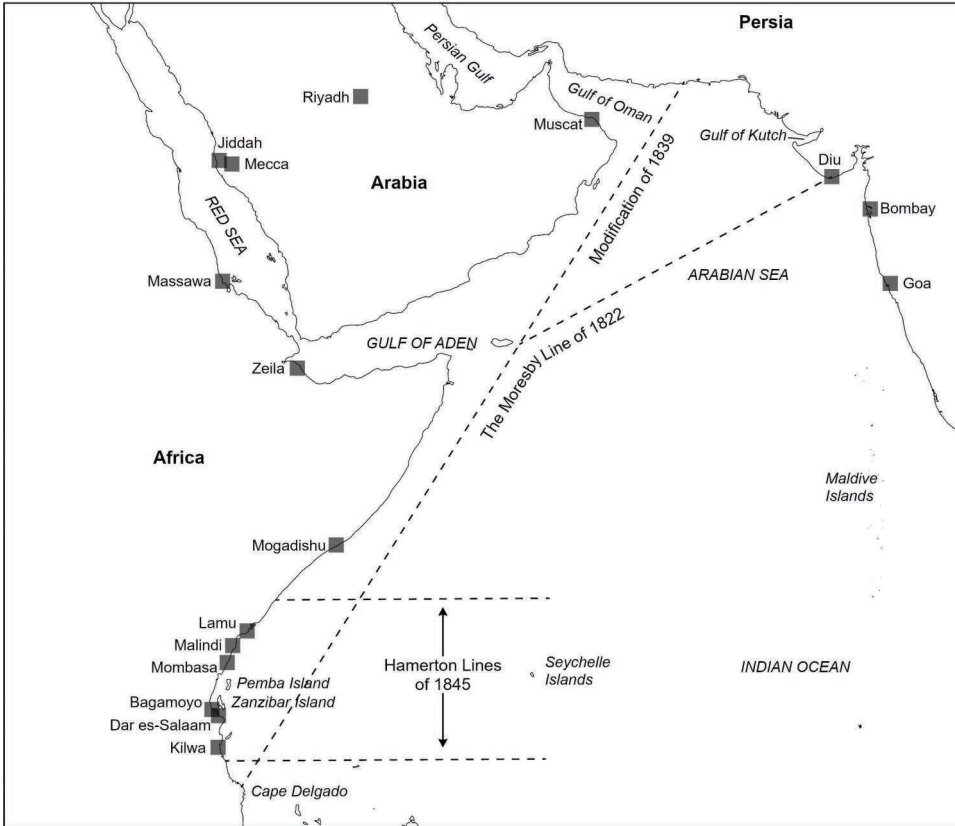 Persia
Persian Gulf
Riyadh
Gulf of Oman
Muscat
Gulf of Kutch
Jiddah
Mecca
Diu
Arabia
Modification of 1839
Bombay
RED SEA
ARABIAN SEA
Massawa
Goa
GULF OF ADEN
The Moresby Line of 1822
Zeila
Africa
Maldive
Islands
Mogadishu
Lamu
Malindi
Mombasa
Hamerton Lines
of 1845
Seychelle
Islands
INDIAN OCEAN
Pemba Island
Bagamoyo
Zanzibar Island
Dar es-Salaam
Kilwa
Cape Delgado